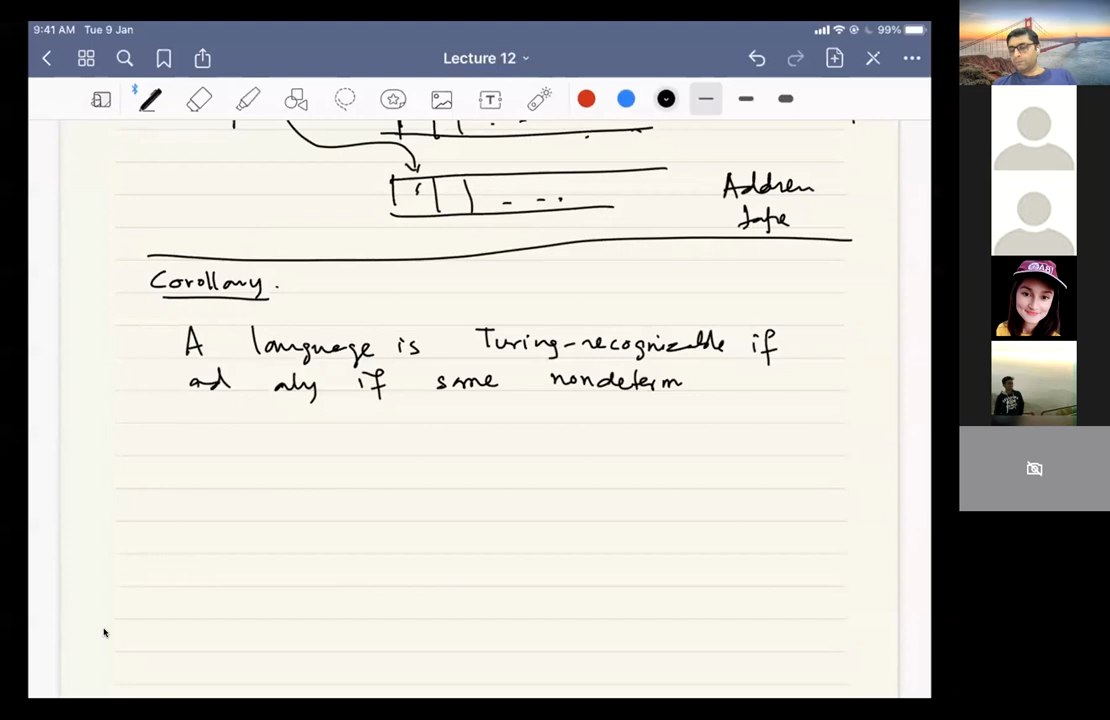 9:41 AM Tue 9 Jan
99%
Lecture 12
Address
Tape
Corollary.
A language is Turing-recognizable if
and only if some nondeterm